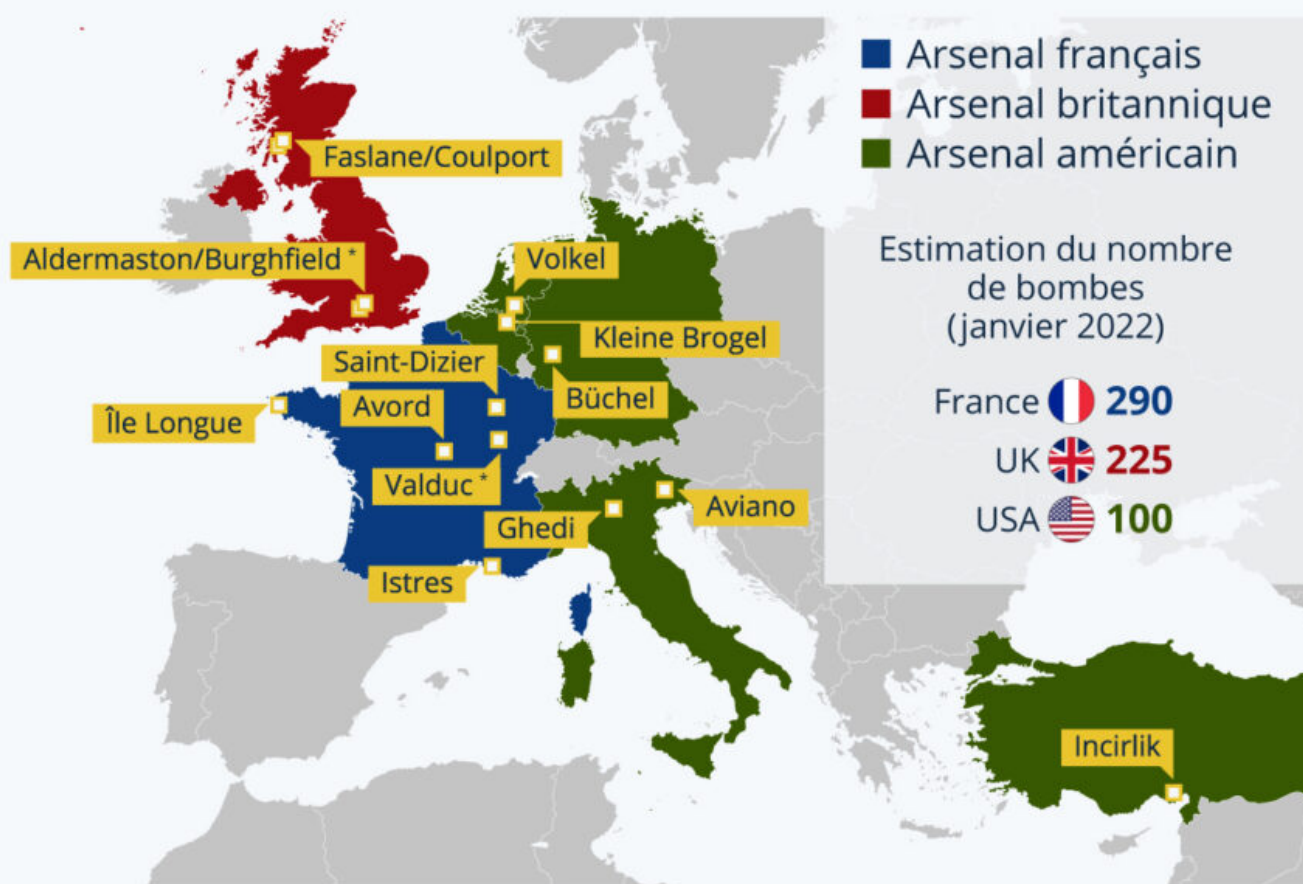 Arsenal français
Arsenal britannique
Arsenal américain
Estimation du nombre
de bombes
(janvier 2022)
France 290
UK 225
USA 100
Faslane/Coulport
Aldermaston/Burghfield *
Volkel
Kleine Brogel
Saint-Dizier
Büchel
Avord
Île Longue
Valduc *
Aviano
Ghedi
Istres
Incirlik